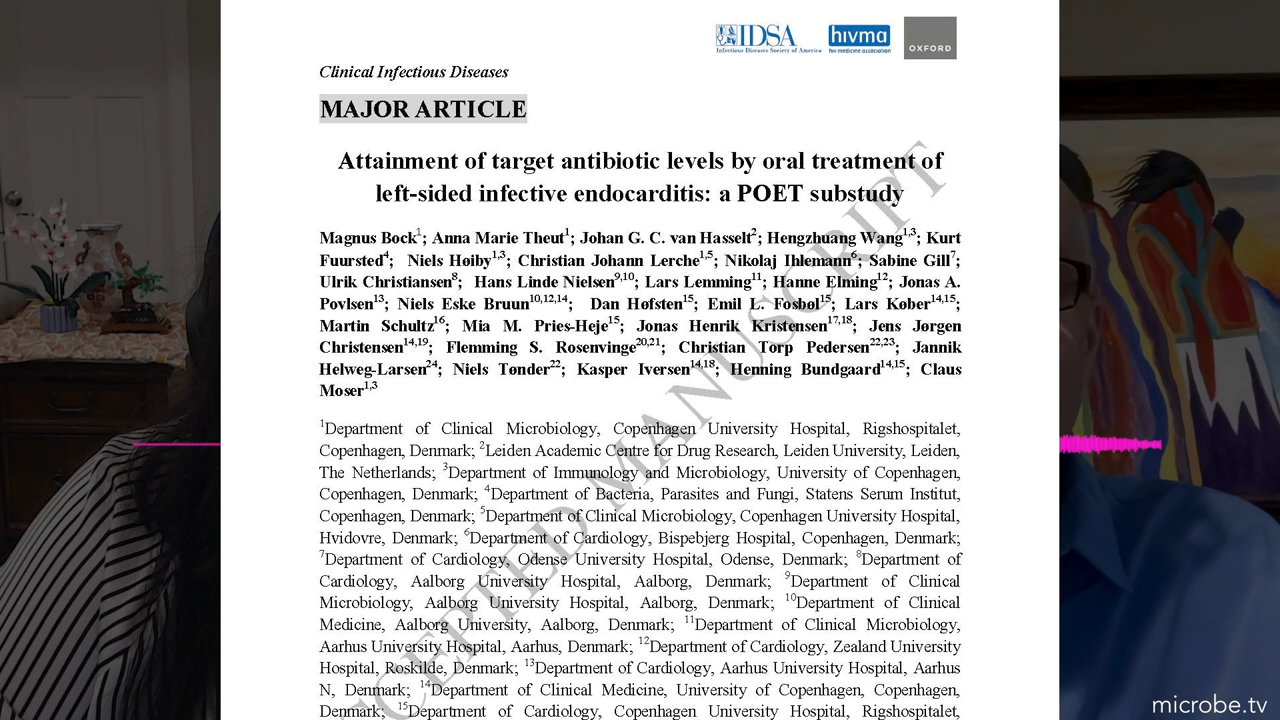 IDSA
Infectious Diseases Society of America
hivma
hiv medicine association
OXFORD
Clinical Infectious Diseases
MAJOR ARTICLE
Attainment of target antibiotic levels by oral treatment of
left-sided infective endocarditis: a POET substudy
Magnus Bock1; Anna Marie Theut1; Johan G. C. van Hasselt2; Hengzhuang Wang1,3; Kurt
Fuursted4; Niels Høiby1,3; Christian Johann Lerche1,5; Nikolaj Ihlemann6; Sabine Gill7;
Ulrik Christiansen8; Hans Linde Nielsen9,10; Lars Lemming11; Hanne Elming12; Jonas A.
Povlsen13; Niels Eske Bruun10,12,14; Dan Høfsten15; Emil L. Fosbøl15; Lars Køber14,15;
Martin Schultz16; Mia M. Pries-Heje15; Jonas Henrik Kristensen17,18; Jens Jørgen
Christensen14,19; Flemming S. Rosenvinge20,21; Christian Torp Pedersen22,23; Jannik
Helweg-Larsen24; Niels Tønder22; Kasper Iversen14,18; Henning Bundgaard14,15; Claus
Moser1,3
1Department of Clinical Microbiology, Copenhagen University Hospital, Rigshospitalet,
Copenhagen, Denmark; 2Leiden Academic Centre for Drug Research, Leiden University, Leiden,
The Netherlands; 3Department of Immunology and Microbiology, University of Copenhagen,
Copenhagen, Denmark; 4Department of Bacteria, Parasites and Fungi, Statens Serum Institut,
Copenhagen, Denmark; 5Department of Clinical Microbiology, Copenhagen University Hospital,
Hvidovre, Denmark; 6Department of Cardiology, Bispebjerg Hospital, Copenhagen, Denmark;
7Department of Cardiology, Odense University Hospital, Odense, Denmark; 8Department of
Cardiology, Aalborg University Hospital, Aalborg, Denmark; 9Department of Clinical
Microbiology, Aalborg University Hospital, Aalborg, Denmark; 10Department of Clinical
Medicine, Aalborg University, Aalborg, Denmark; 11Department of Clinical Microbiology,
Aarhus University Hospital, Aarhus, Denmark; 12Department of Cardiology, Zealand University
Hospital, Roskilde, Denmark; 13Department of Cardiology, Aarhus University Hospital, Aarhus
N, Denmark; 14Department of Clinical Medicine, University of Copenhagen, Copenhagen,
Denmark; 15Department of Cardiology, Copenhagen University Hospital, Rigshospitalet,
CEPTED MANUSCRIPT
microbe.tv